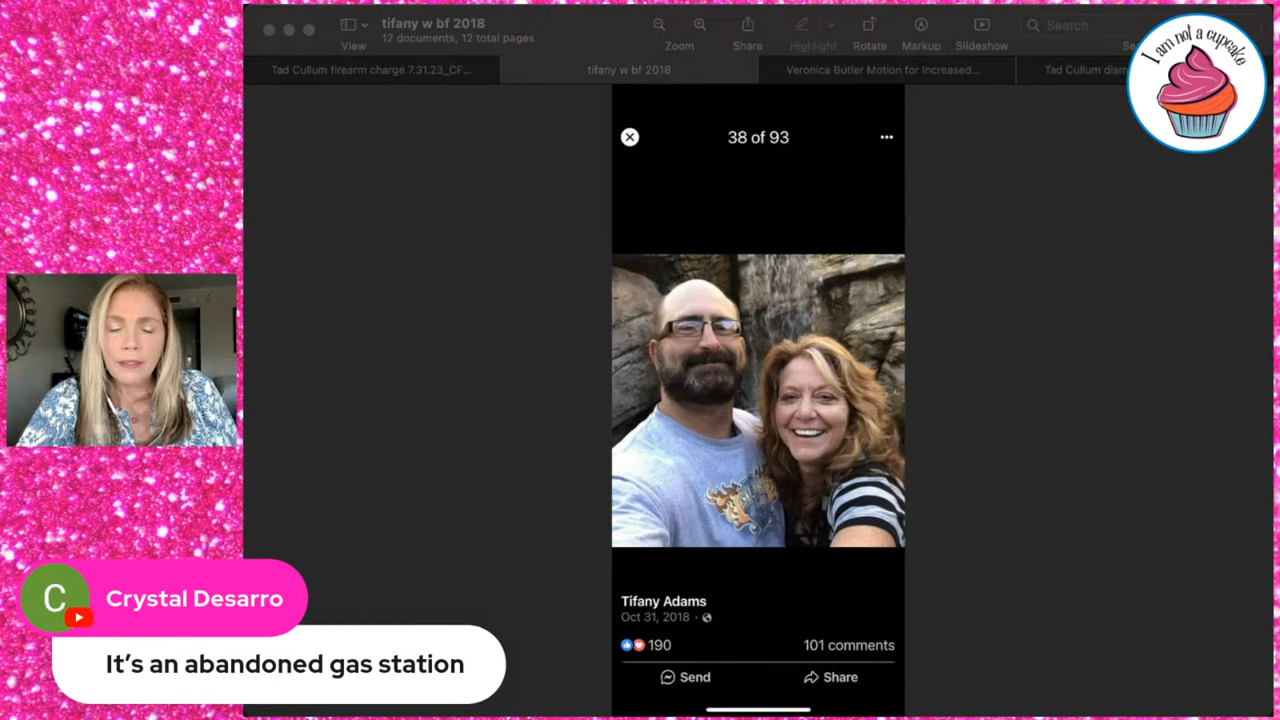 tifany w bf 2018
12 documents, 12 total pages
View
Zoom
Share
Highlight
Rotate
Markup
Slideshow
Search
Tad Cullum firearm charge 7.31.23_CF...
tifany w bf 2018
Veronica Butler Motion for Increased...
Tad Cullum
I am not a cupcake
38 of 93
Tifany Adams
Oct 31, 2018
190
101 comments
Send
Share
C
Crystal Desarro
It's an abandoned gas station